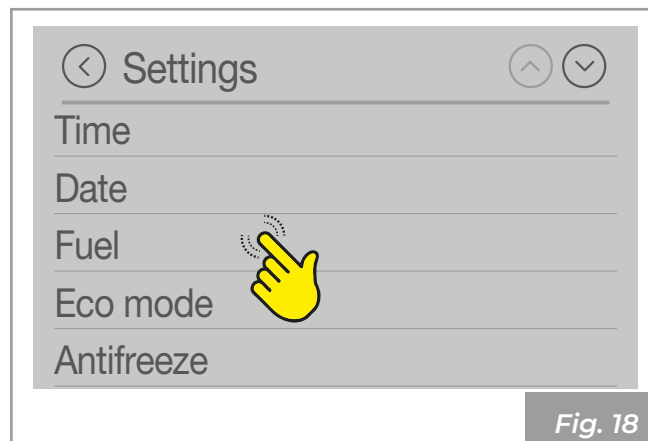 Settings
Time
Date
Fuel
Eco mode
Antifreeze
Fig. 18